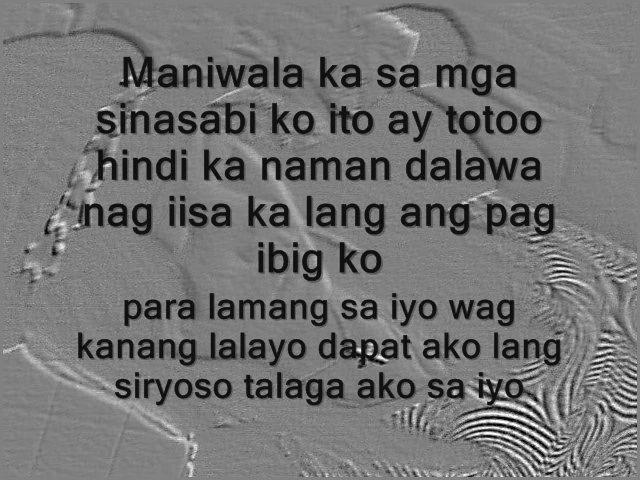 Maniwala ka sa mga
sinasabi ko ito ay totoo
hindi ka naman dalawa
nag iisa ka lang ang pag
ibig ko
para lamang sa iyo wag
kanang lalayo dapat ako lang
siryoso talaga ako sa iyo